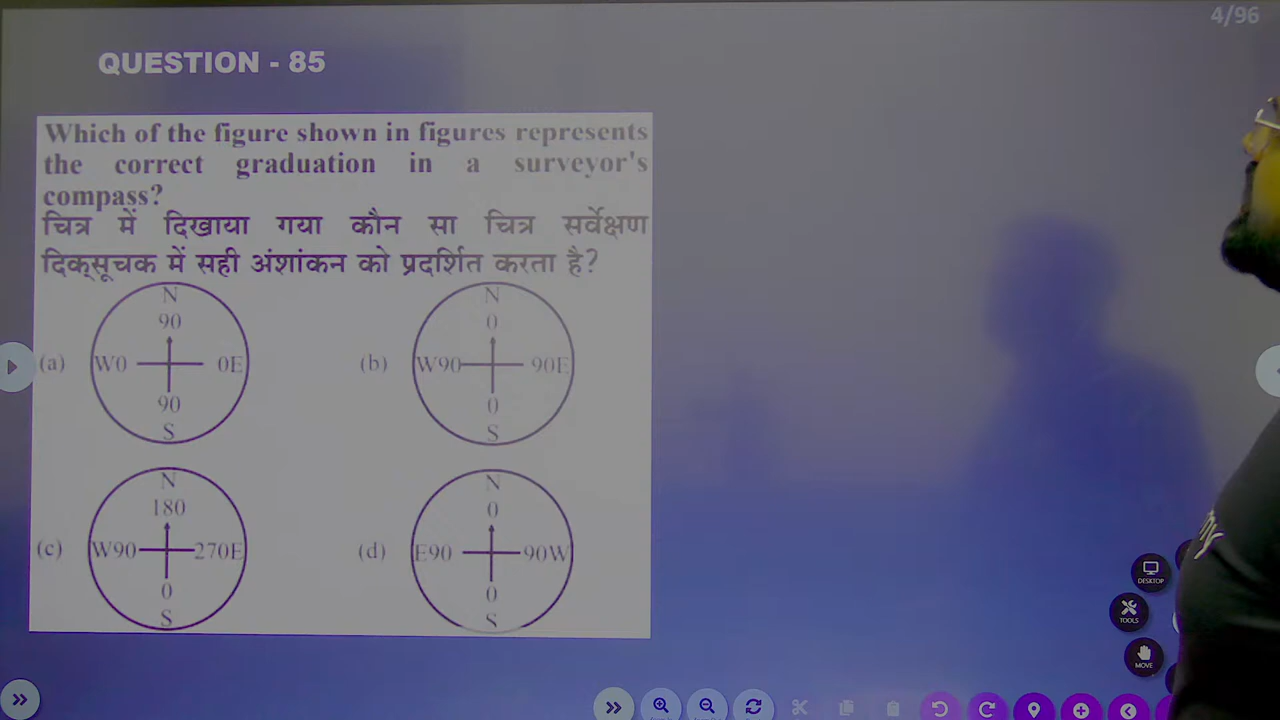 4/96
QUESTION - 85
Which of the figure shown in figures represents
the correct graduation in a surveyor's
compass?
चित्र में दिखाया गया कौन सा चित्र सर्वेक्षण
दिक्सूचक में सही अंशांकन को प्रदर्शित करता है?
N
90
(a) W0 0E
90
S
N
0
(b) W90 90E
0
S
N
180
(c) W90 270E
0
S
N
0
(d) E90 90W
0
S
DESKTOP
TOOLS
MOVE